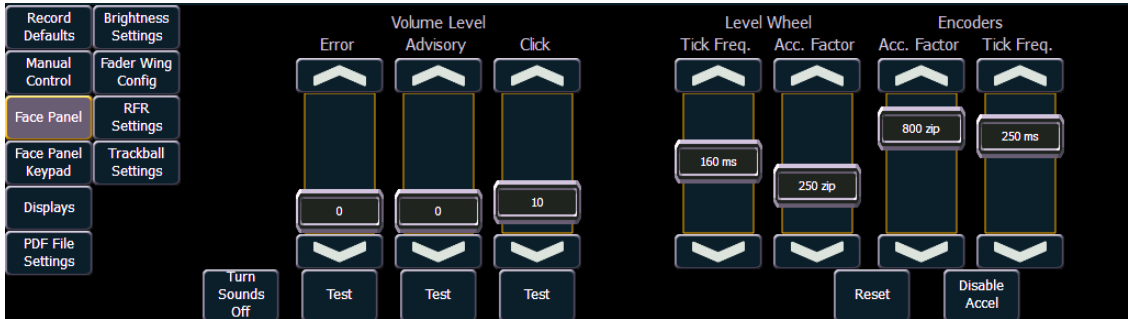 Record
Defaults
Brightness
Settings
Manual
Control
Fader Wing
Config
Face Panel
RFR
Settings
Face Panel
Keypad
Trackball
Settings
Displays
PDF File
Settings
Volume Level
Error
Advisory
Click
0
0
10
Turn
Sounds
Off
Test
Test
Test
Level Wheel
Tick Freq.
Acc. Factor
160 ms
250 zip
Encoders
Acc. Factor
Tick Freq.
800 zip
250 ms
Reset
Disable
Accel